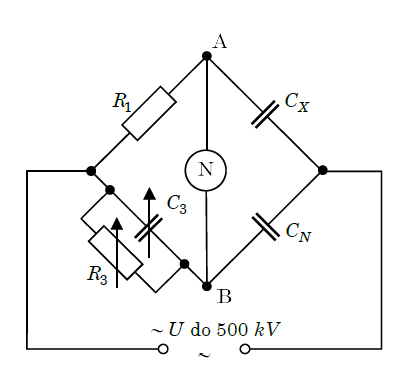 A
R1
CX
N
C3
CN
R3
B
~ U do 500 kV
~